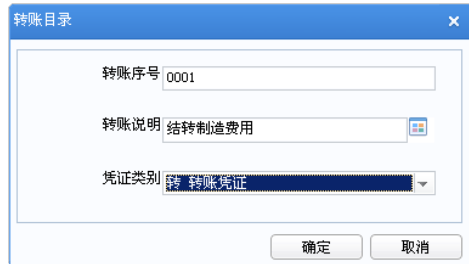 转账目录
转账序号 0001
转账说明 结转制造费用
凭证类别 转 转账凭证
确定 取消